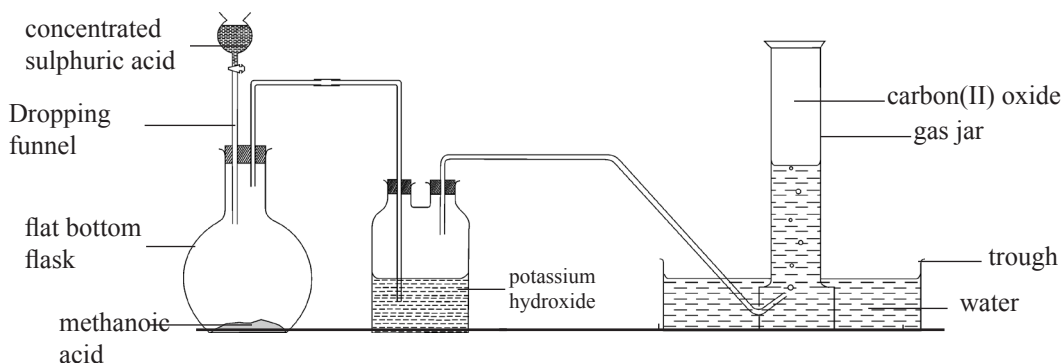 concentrated
sulphuric acid
Dropping
funnel
flat bottom
flask
methanoic
acid
potassium
hydroxide
carbon(II) oxide
gas jar
trough
water